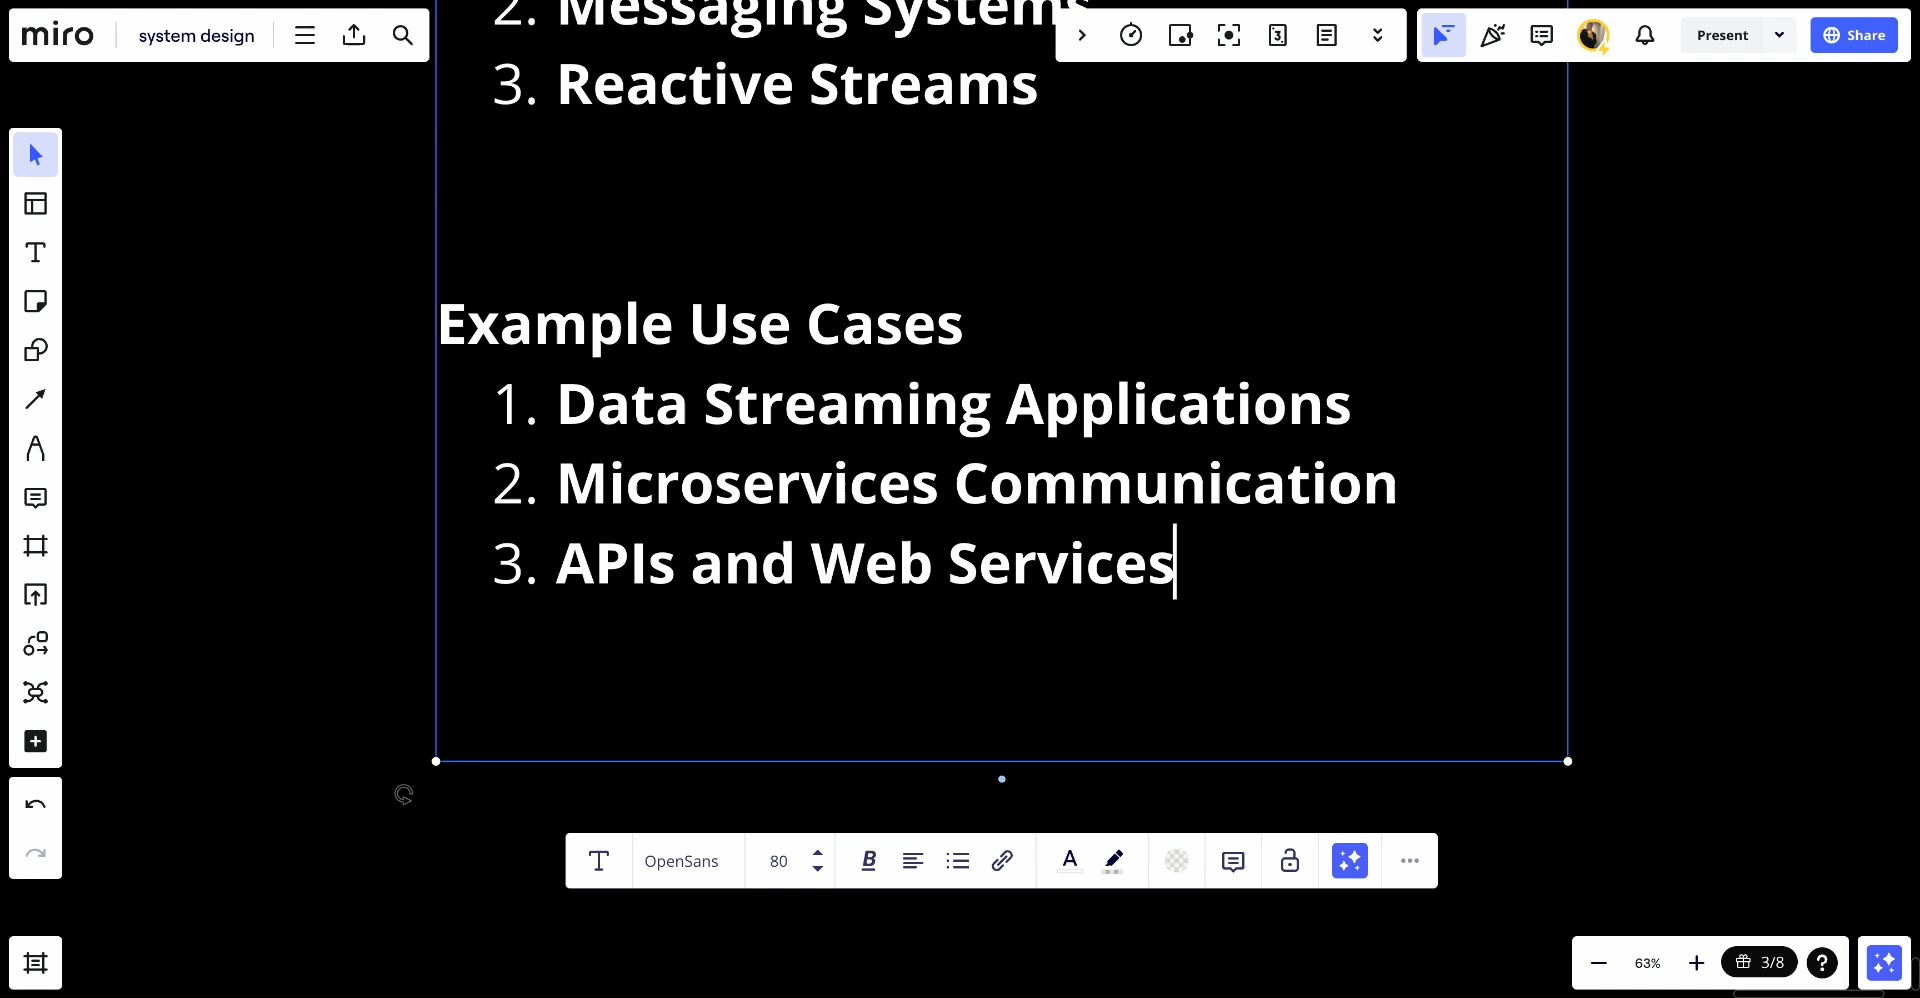 miro
system design
Present
Share
2. Messaging Systems
3. Reactive Streams
Example Use Cases
1. Data Streaming Applications
2. Microservices Communication
3. APIs and Web Services
OpenSans
80
B
A
63%
3/8
?